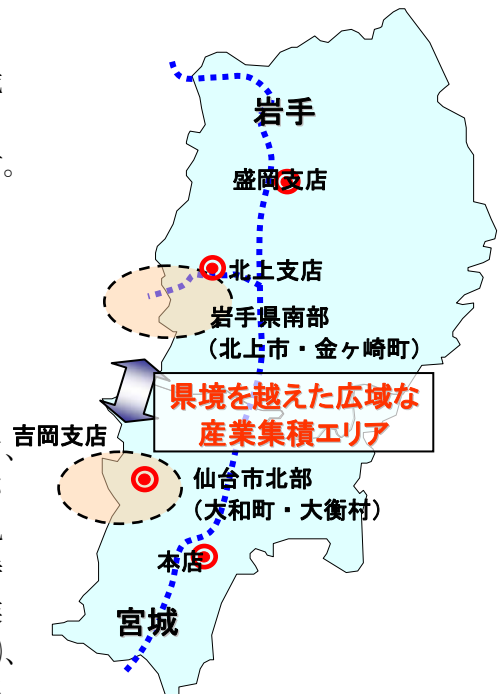 岩手
盛岡支店
北上支店
岩手県南部
（北上市・金ヶ崎町）
県境を越えた広域な
産業集積エリア
吉岡支店
仙台市北部
（大和町・大衡村）
本店
宮城